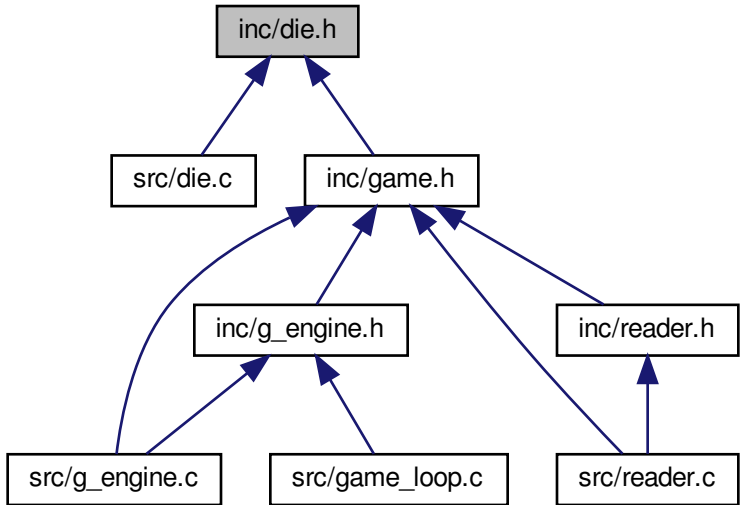 inc/die.h
src/die.c
inc/game.h
inc/g_engine.h
inc/reader.h
src/g_engine.c
src/game_loop.c
src/reader.c